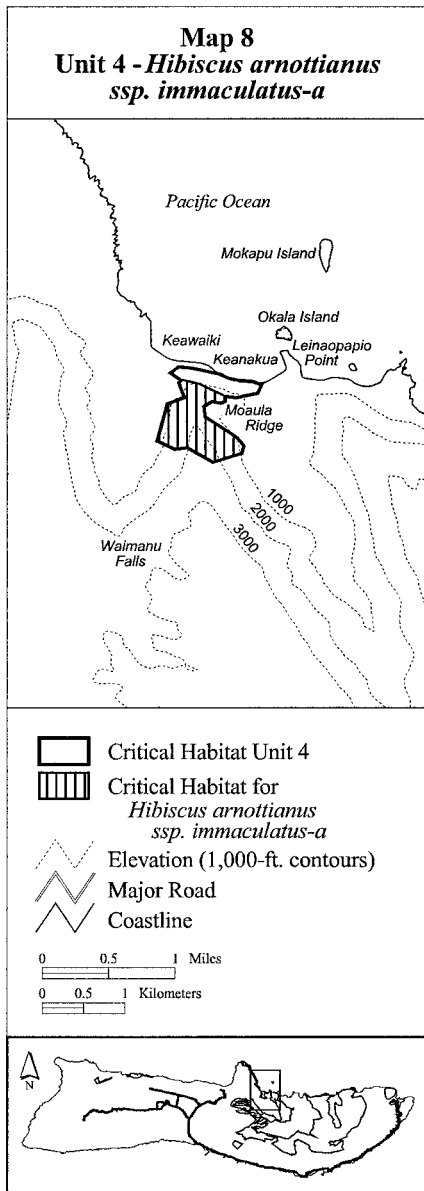 Map 8
Unit 4 - Hibiscus arnottianus
ssp. immaculatus-a
Pacific Ocean
Mokapu Island
Okala Island
Keawaiki
Leinaopapio
Point
Keanakua
Moaula
Ridge
1000
2000
3000
Waimanu
Falls
Critical Habitat Unit 4
Critical Habitat for
Hibiscus arnottianus
ssp. immaculatus-a
Elevation (1,000-ft. contours)
Major Road
Coastline
0 0.5 1 Miles
0 0.5 1 Kilometers
N